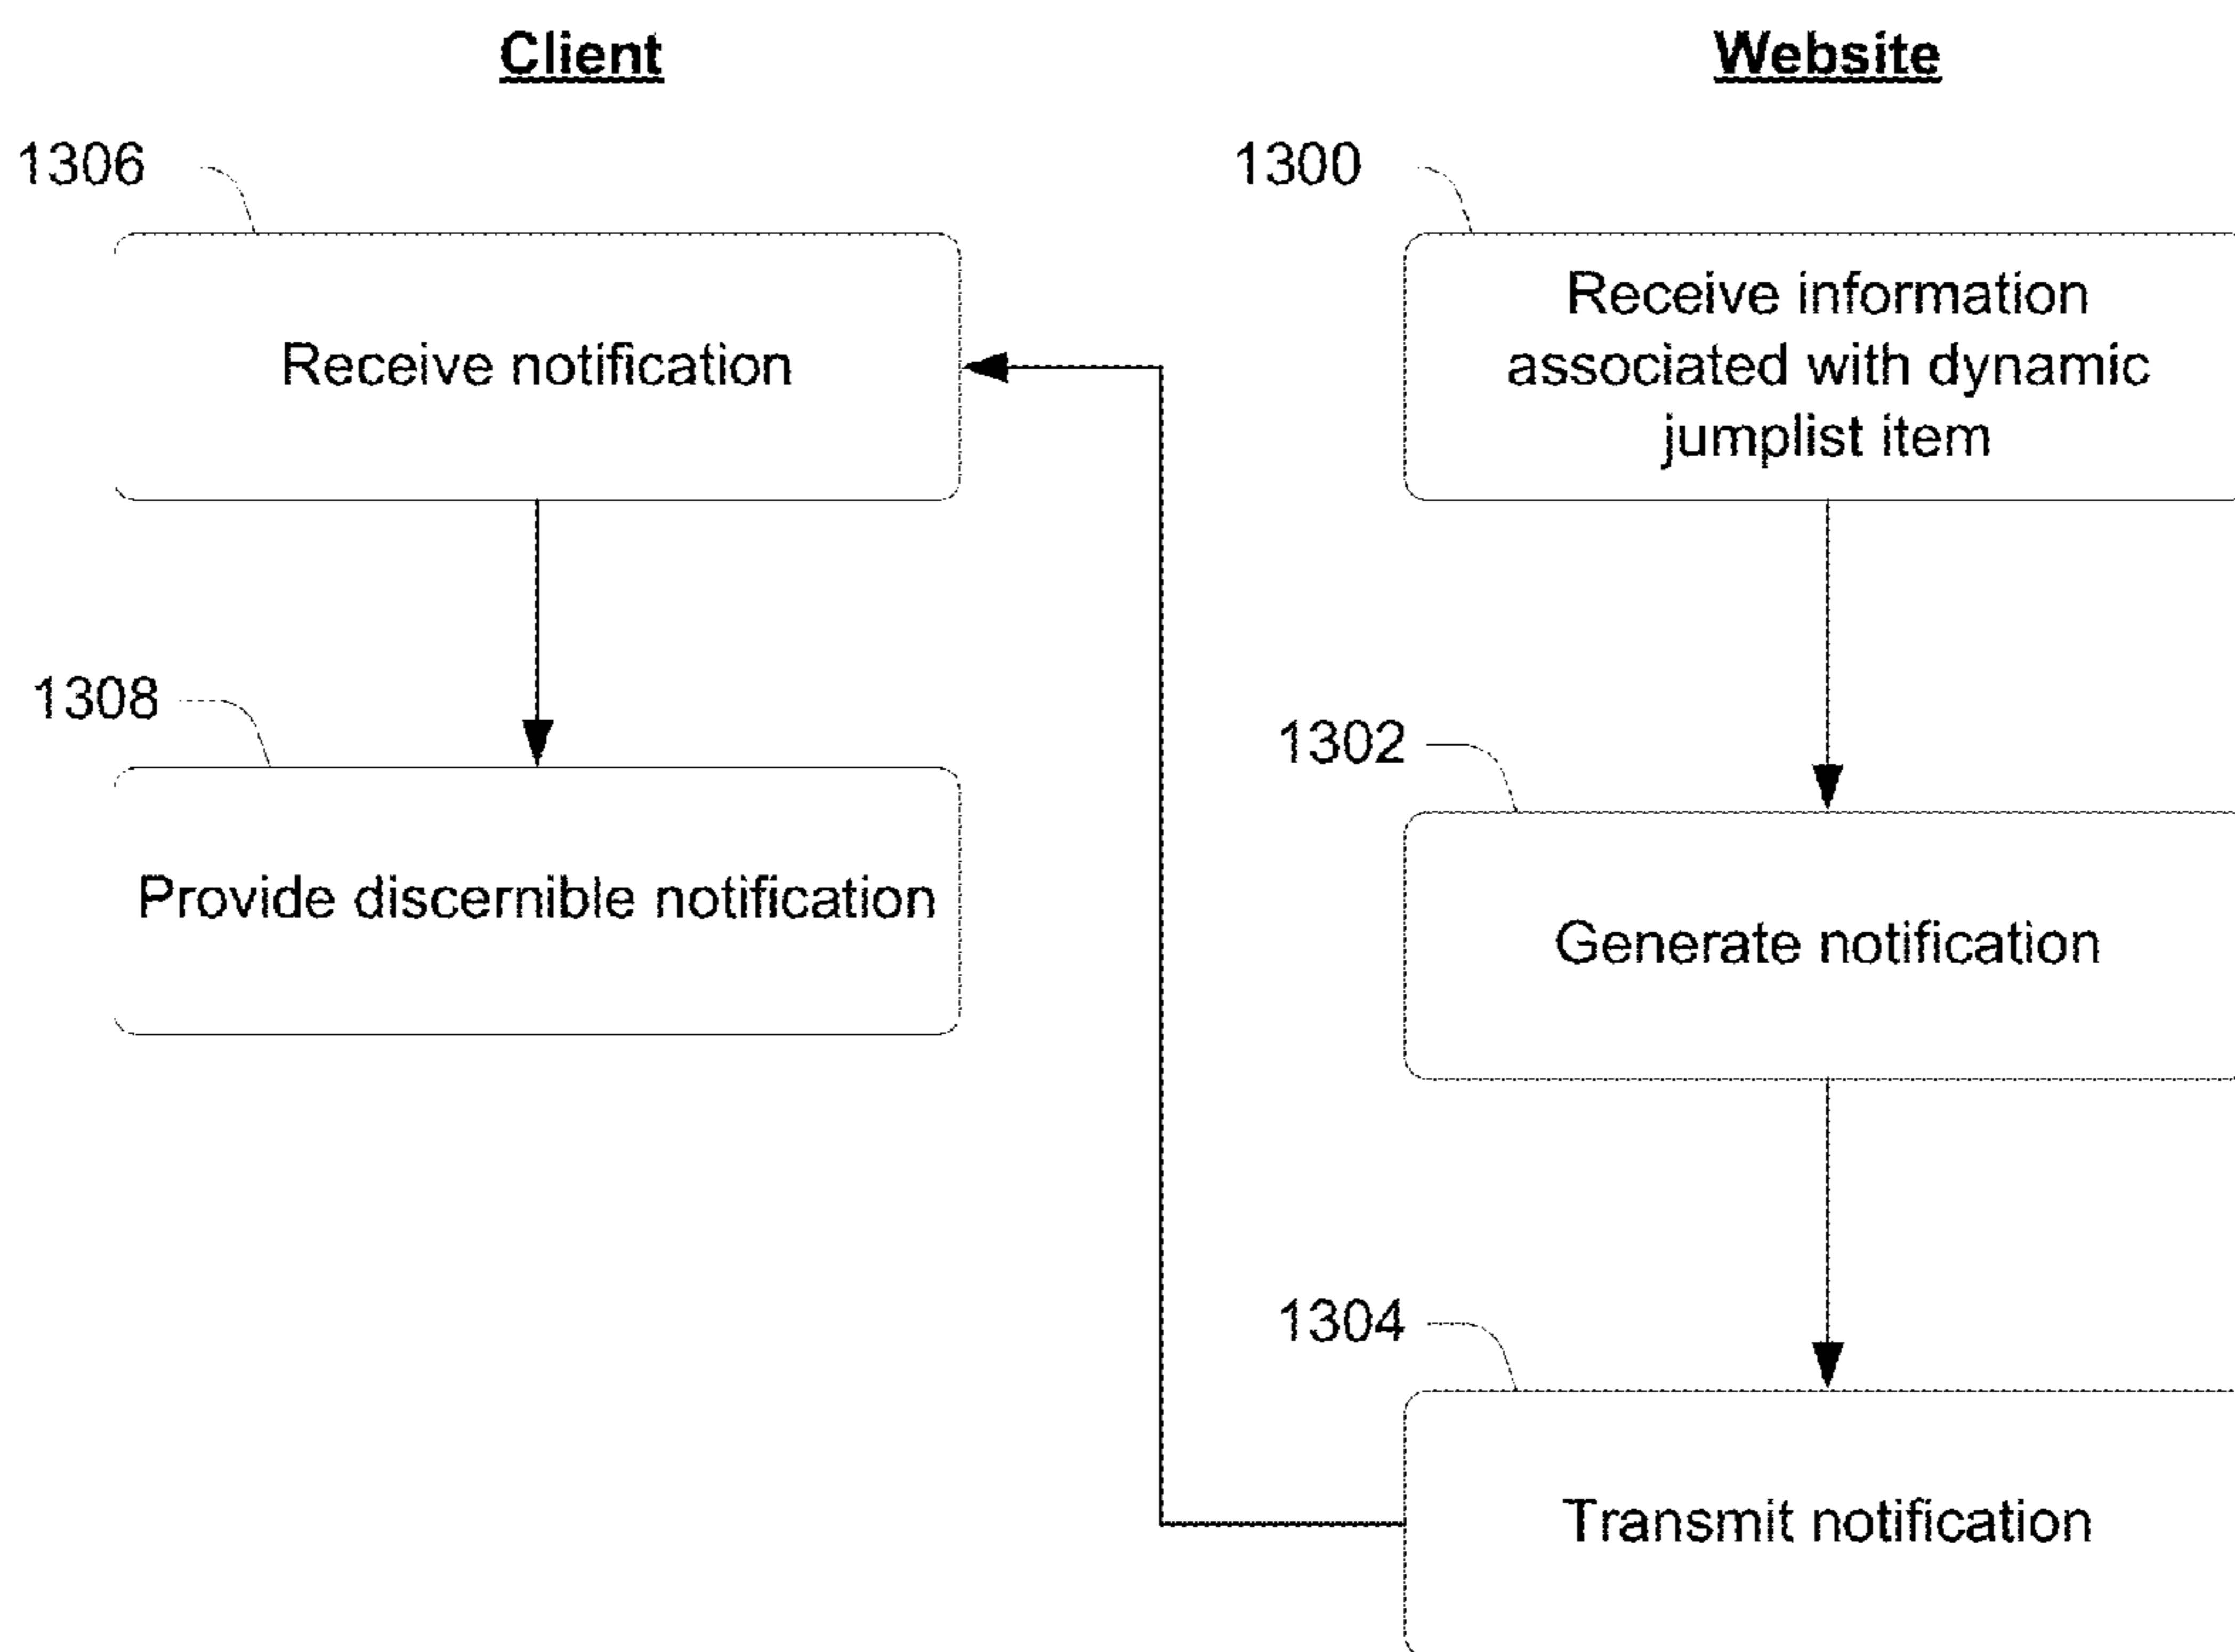 Client
Website
1306
1300
Receive notification
Receive information
associated with dynamic
jumplist item
1308
1302
Provide discernible notification
Generate notification
1304
Transmit notification